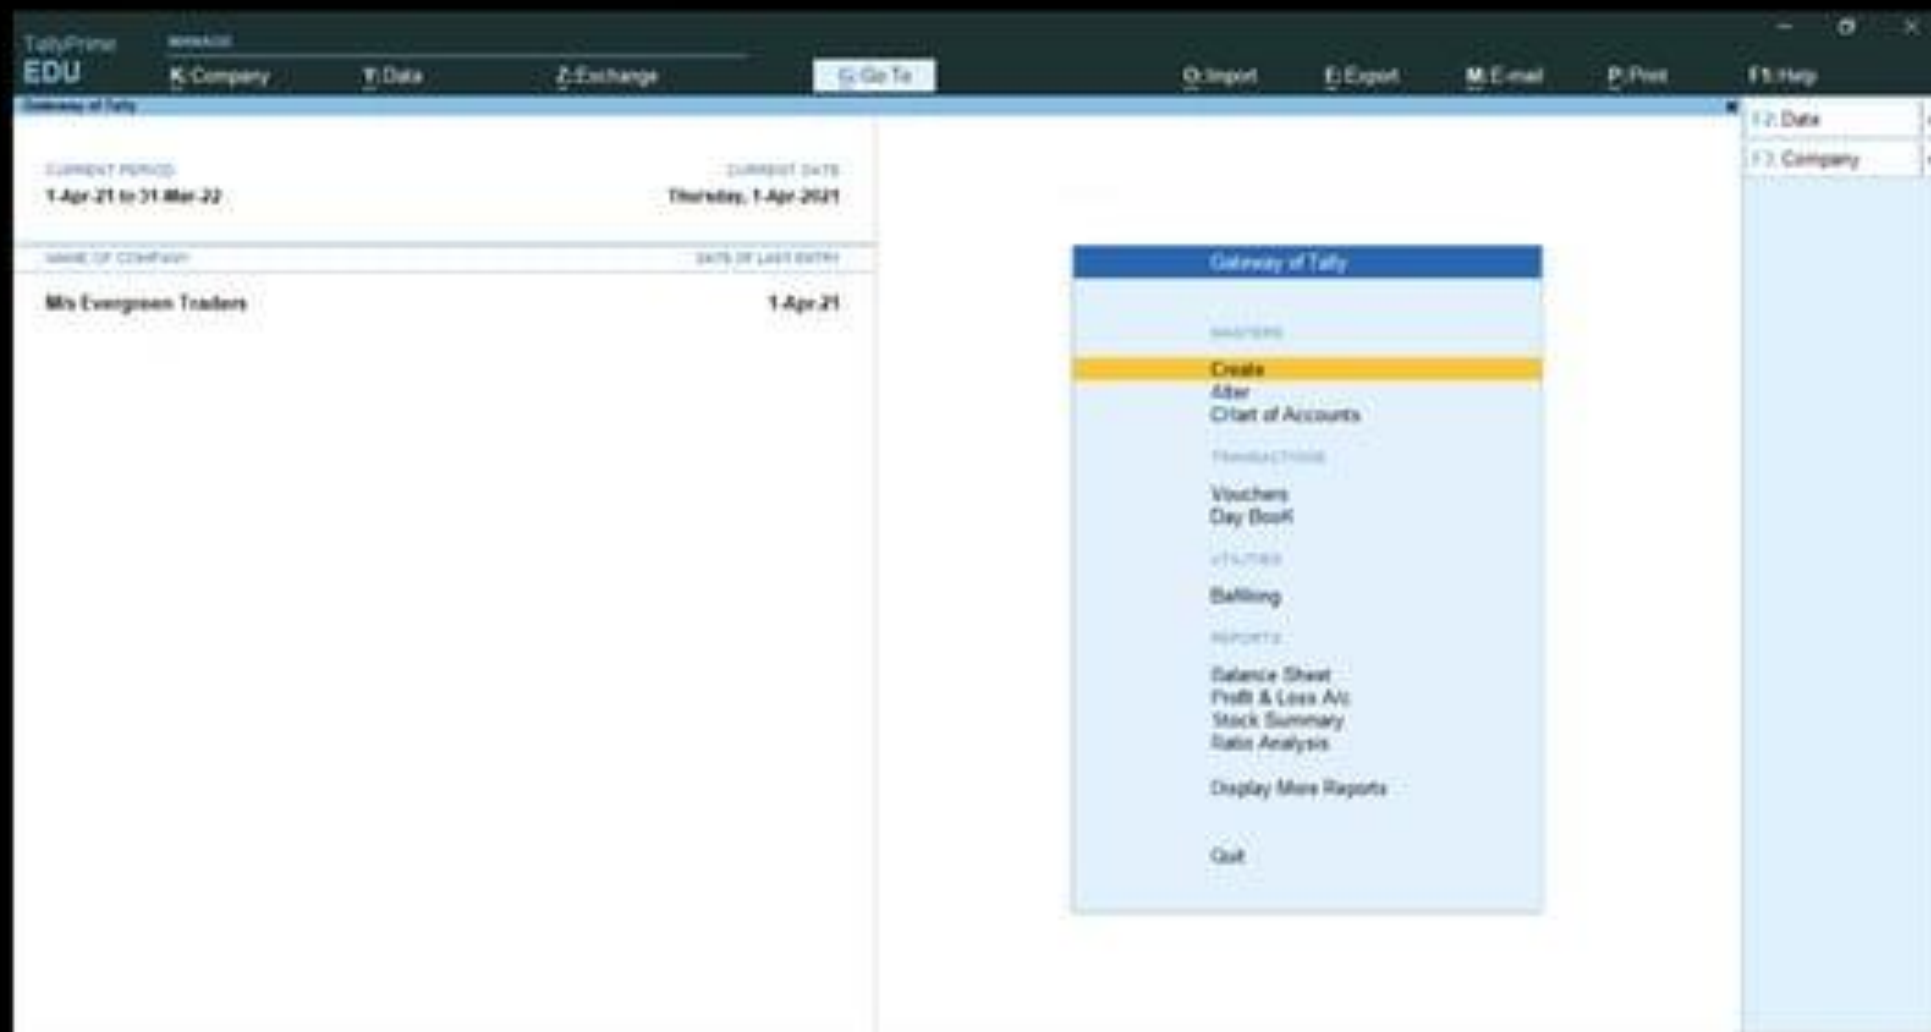 TallyPrime
EDU
MANAGE
K:Company
Y:Data
Z:Exchange
G:Go To
O:Import
E:Export
M:E-mail
P:Print
F1:Help
Gateway of Tally
F2: Date
F3: Company
CURRENT PERIOD
1-Apr-21 to 31-Mar-22
CURRENT DATE
Thursday, 1-Apr-2021
NAME OF COMPANY
DATE OF LAST ENTRY
M/s Evergreen Traders
1-Apr-21
Gateway of Tally
MASTERS
Create
Alter
CHart of Accounts
TRANSACTIONS
Vouchers
Day BooK
UTILITIES
BaNking
REPORTS
Balance Sheet
Profit & Loss A/c
Stock Summary
Ratio Analysis
Display More Reports
Quit